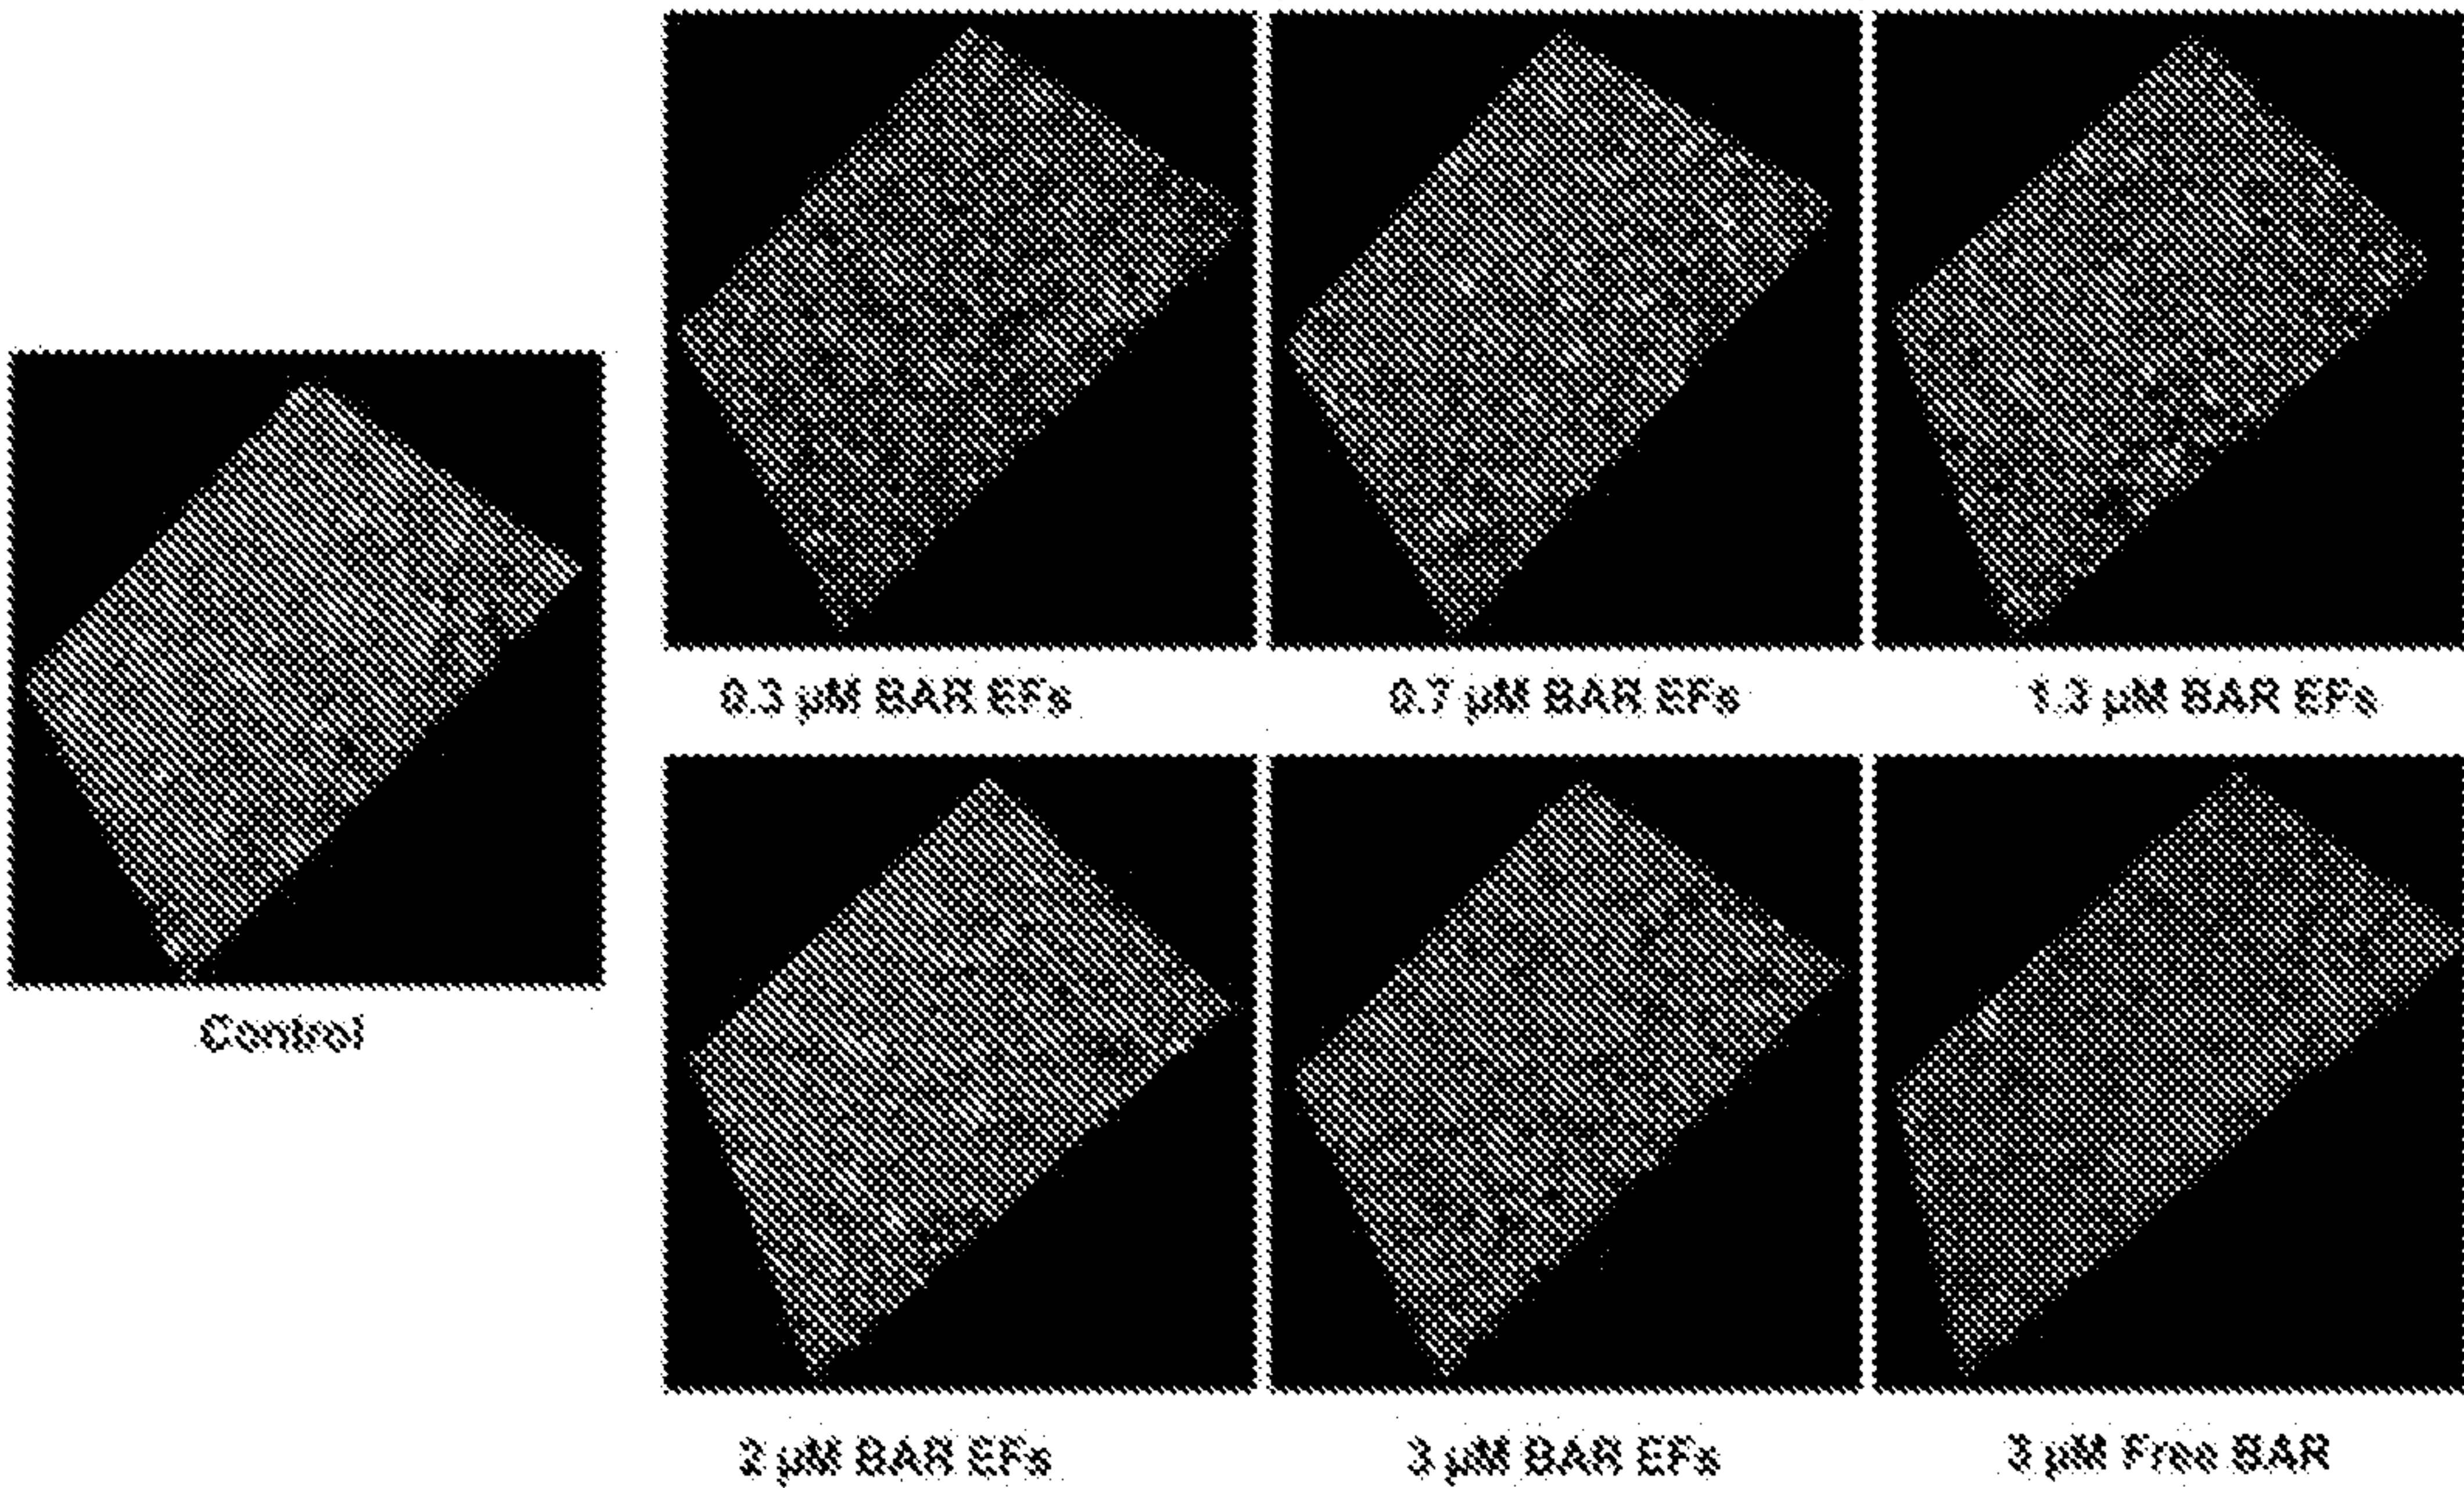 0.3 µM BAR EFs
0.7 µM BAR EFs
1.3 µM BAR EFs
Control
2 µM BAR EFs
3 µM BAR EFs
3 µM Free BAR